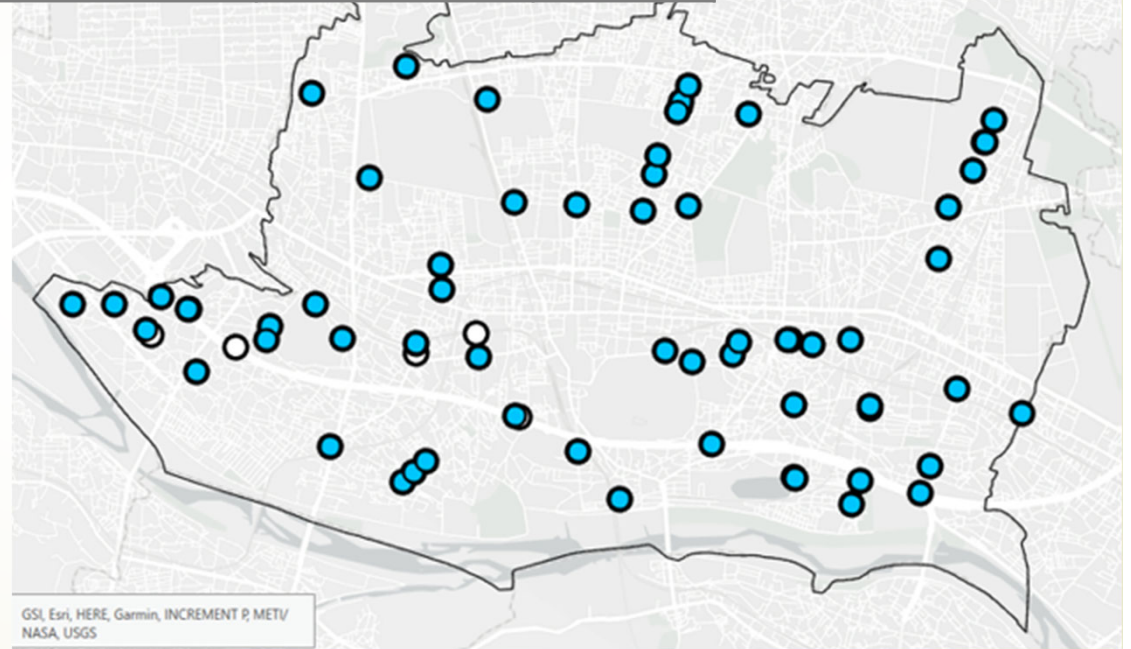 GSI, Esri, HERE, Garmin, INCREMENT P, METI/
NASA, USGS